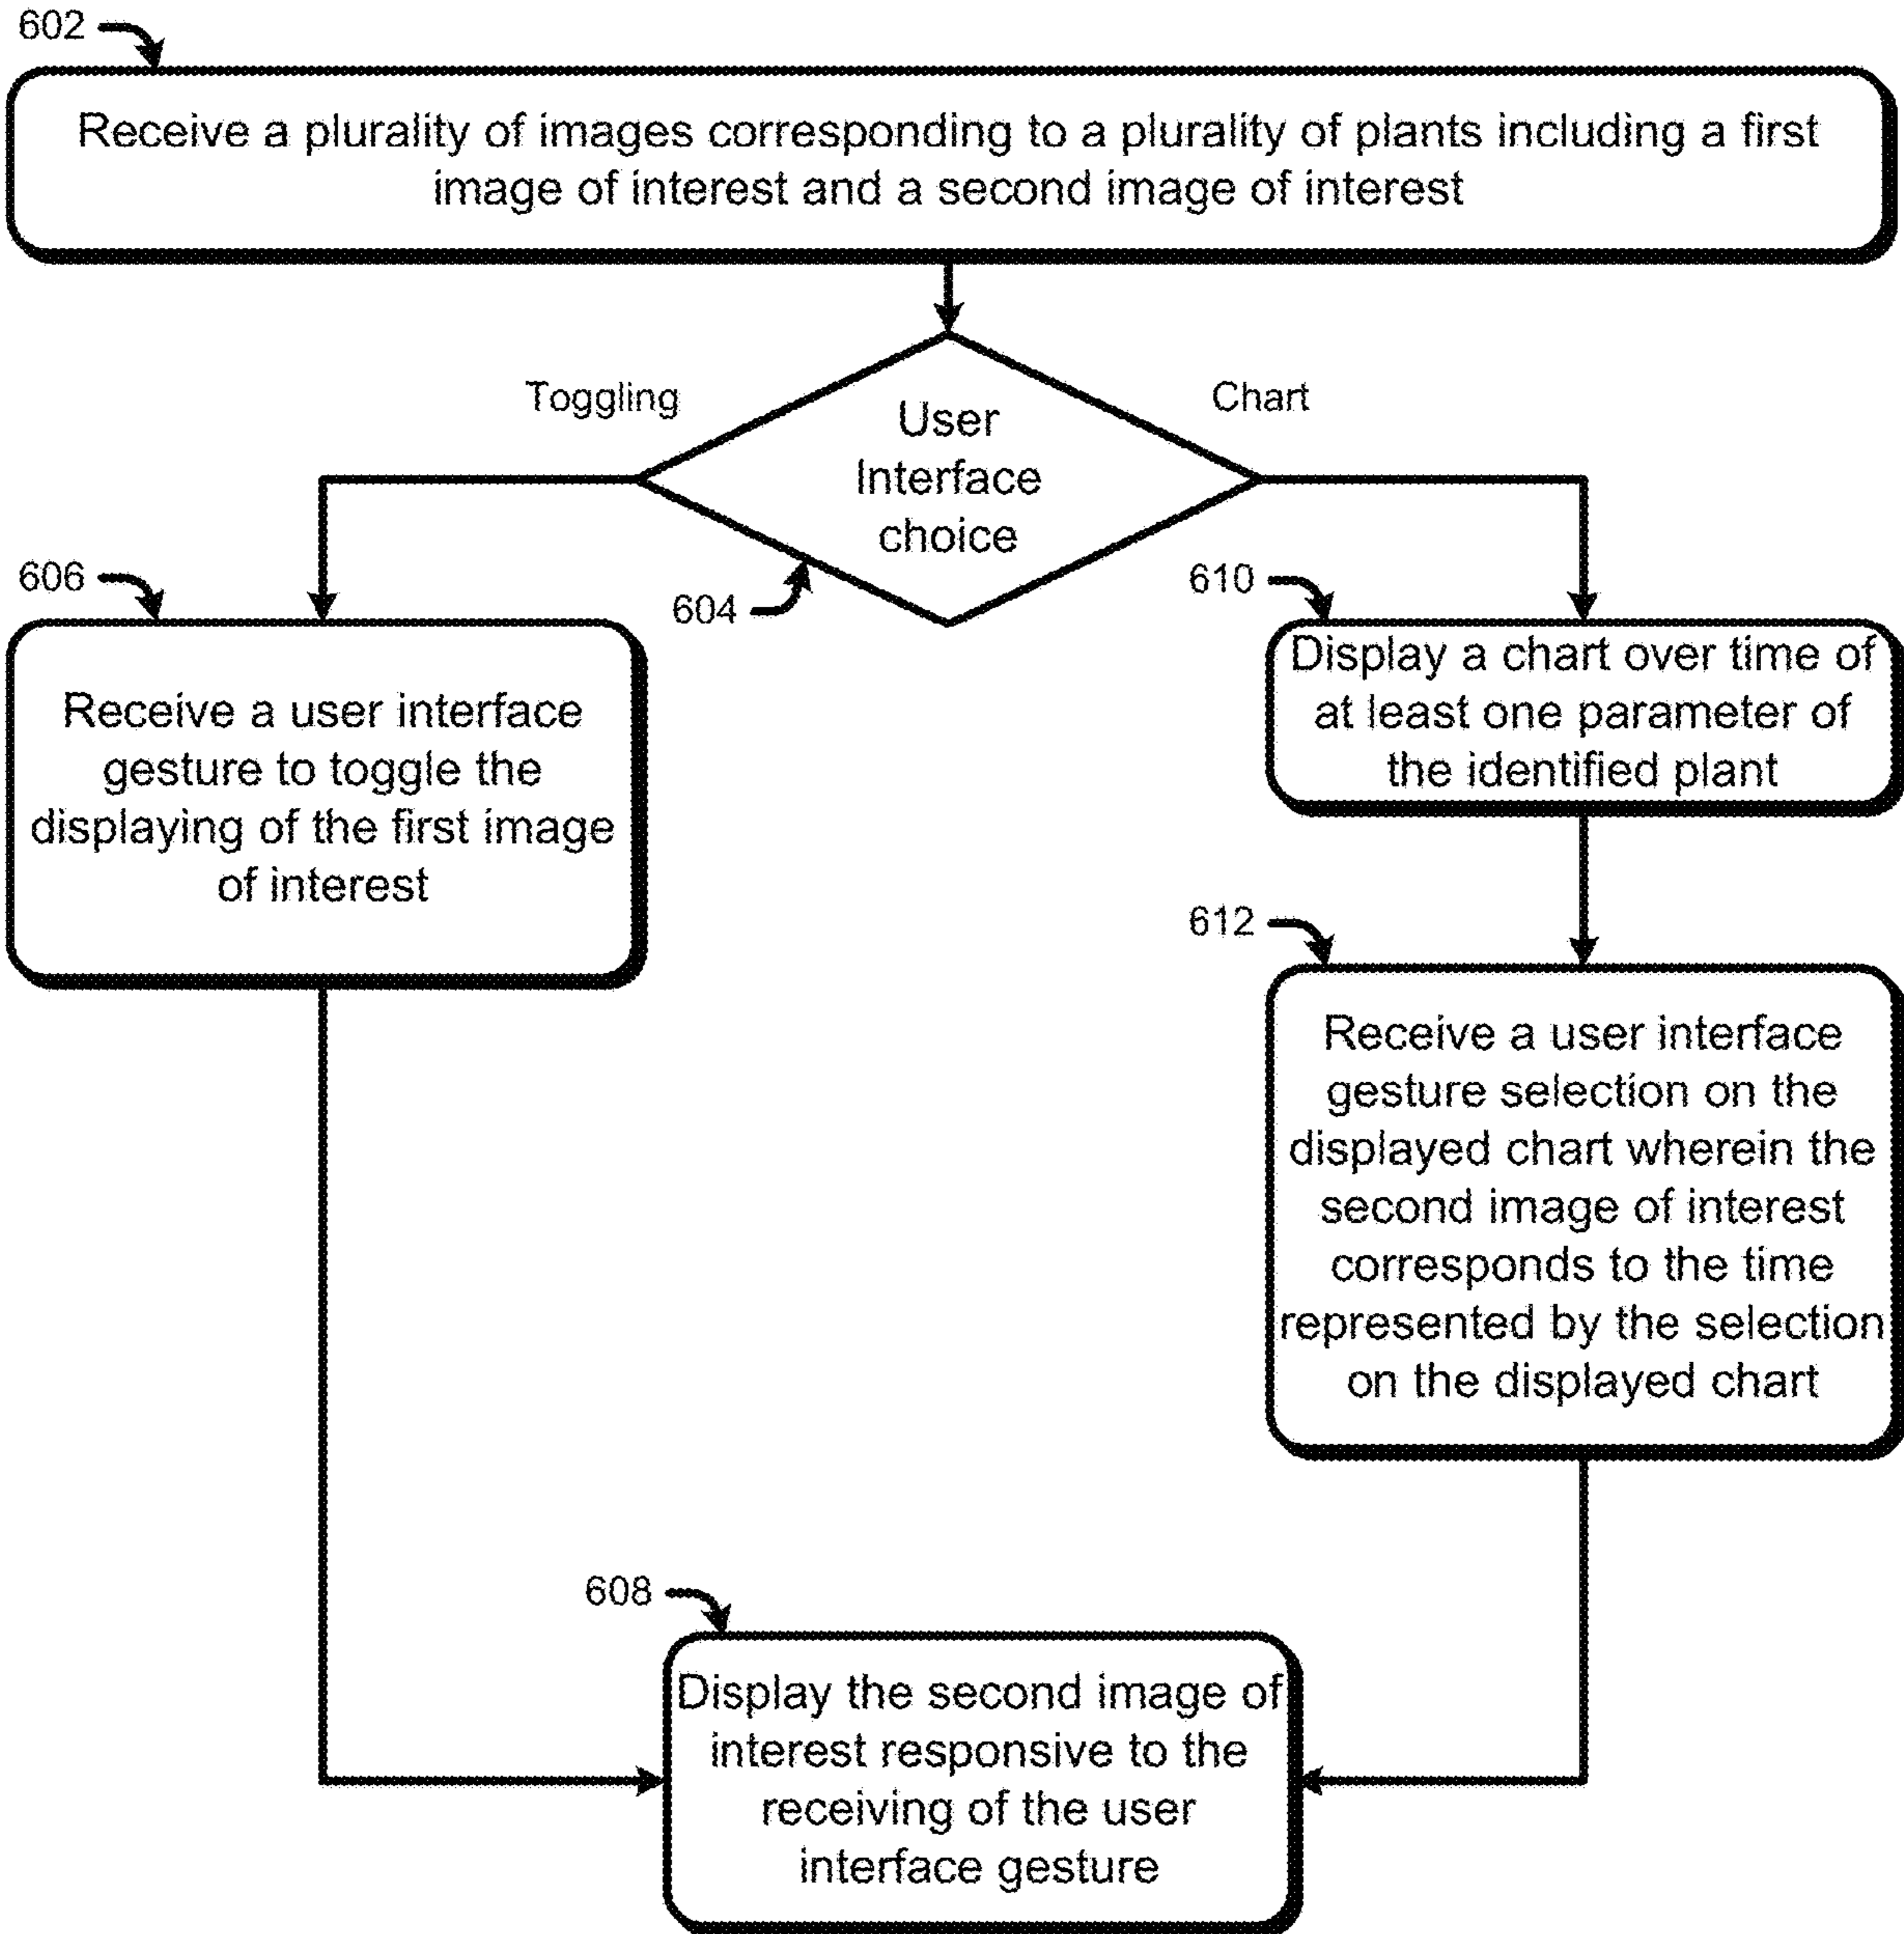 602
Receive a plurality of images corresponding to a plurality of plants including a first
image of interest and a second image of interest
Toggling
Chart
User
Interface
choice
604
606
Receive a user interface
gesture to toggle the
displaying of the first image
of interest
610
Display a chart over time of
at least one parameter of
the identified plant
612
Receive a user interface
gesture selection on the
displayed chart wherein the
second image of interest
corresponds to the time
represented by the selection
on the displayed chart
608
Display the second image of
interest responsive to the
receiving of the user
interface gesture